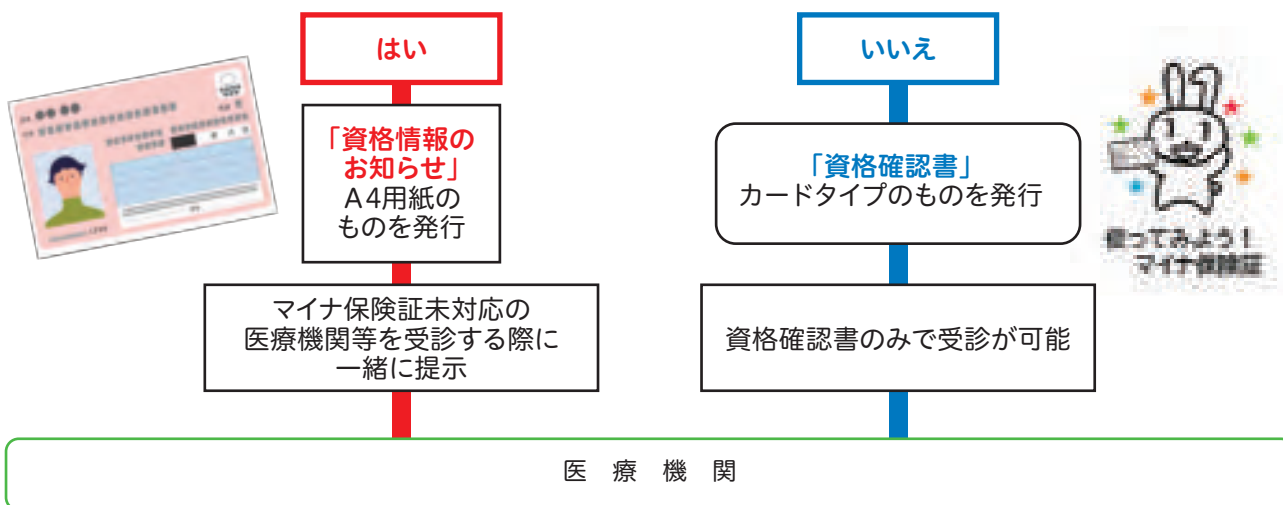 はい
「資格情報の
お知らせ」
A4用紙の
ものを発行
マイナ保険証未対応の
医療機関等を受診する際に
一緒に提示
いいえ
「資格確認書」
カードタイプのものを発行
資格確認書のみで受診が可能
使ってみよう！
マイナ保険証
医療機関